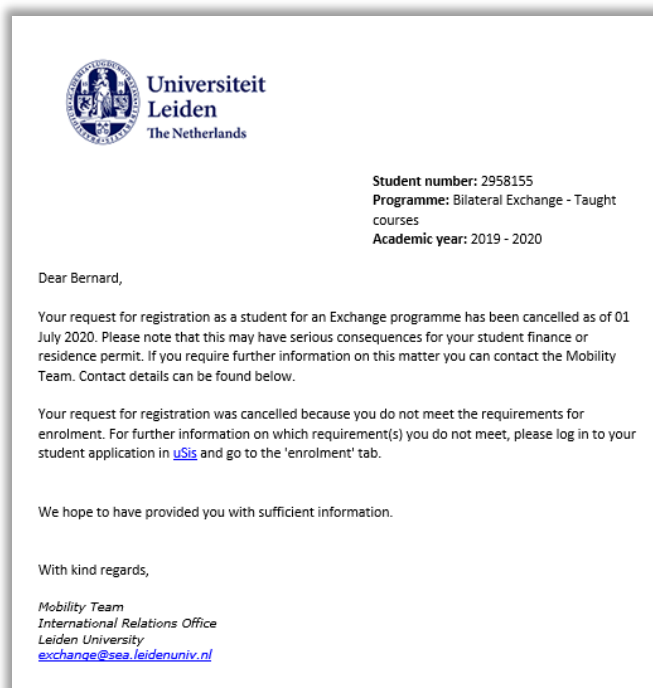 Universiteit
Leiden
The Netherlands
Student number: 2958155
Programme: Bilateral Exchange - Taught
courses
Academic year: 2019 - 2020
Dear Bernard,
Your request for registration as a student for an Exchange programme has been cancelled as of 01
July 2020. Please note that this may have serious consequences for your student finance or
residence permit. If you require further information on this matter you can contact the Mobility
Team. Contact details can be found below.
Your request for registration was cancelled because you do not meet the requirements for
enrolment. For further information on which requirement(s) you do not meet, please log in to your
student application in uSis and go to the 'enrolment' tab.
We hope to have provided you with sufficient information.
With kind regards,
Mobility Team
International Relations Office
Leiden University
exchange@sea.leidenuniv.nl